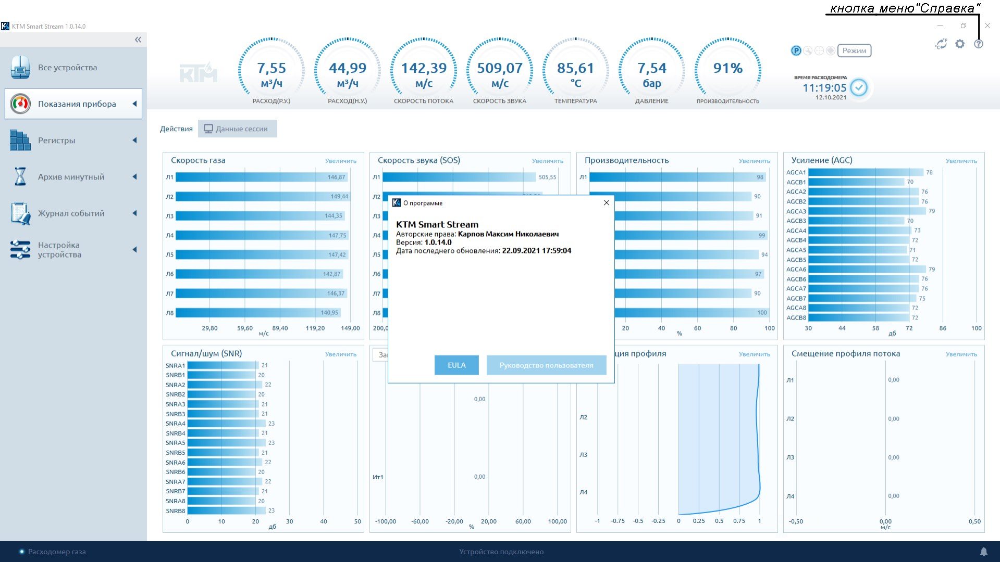 кнопка меню"Справка"
KTM Smart Stream 1.0.14.0
Все устройства
Показания прибора
Регистры
Архив минутный
Журнал событий
Настройка
устройства
КТМ
7,55
м³/ч
РАСХОД(Р.У.)
44,99
м³/ч
РАСХОД(Н.У.)
142,39
м/с
СКОРОСТЬ ПОТОКА
509,07
м/с
СКОРОСТЬ ЗВУКА
85,61
°C
ТЕМПЕРАТУРА
7,54
бар
ДАВЛЕНИЕ
91%
ПРОИЗВОДИТЕЛЬНОСТЬ
P
Режим
ВРЕМЯ РАСХОДОМЕРА
11:19:05
12.10.2021
Действия
Данные сессии
Скорость газа
Увеличить
Л1 146,87
Л2 149,44
Л3 144,35
Л4 147,75
Л5 147,42
Л6 142,87
Л7 146,37
Л8 140,95
29,80 59,60 89,40 119,20 149,00
м/с
Скорость звука (SOS)
Увеличить
Л1 505,55
Л2
Л3
Л4
Л5
Л6
Л7
Л8
200,0
Производительность
Увеличить
Л1 98
90
91
99
94
97
90
100
20 40 60 80 100
%
Усиление (AGC)
Увеличить
AGCA1 78
AGCB1 70
AGCA2 76
AGCB2 76
AGCA3 79
AGCB3 70
AGCA4 73
AGCB4 72
AGCA5 71
AGCB5 72
AGCA6 79
AGCB6 76
AGCA7 76
AGCB7 75
AGCA8 72
AGCB8 72
30 44 58 72 86 100
дб
О программе
KTM Smart Stream
Авторские права: Карпов Максим Николаевич
Версия: 1.0.14.0
Дата последнего обновления: 22.09.2021 17:59:04
EULA
Руководство пользователя
Сигнал/шум (SNR)
Увеличить
SNRA1 21
SNRB1 20
SNRA2 22
SNRB2 20
SNRA3 21
SNRB3 21
SNRA4 23
SNRB4 21
SNRA5 23
SNRB5 21
SNRA6 22
SNRB6 20
SNRA7 22
SNRB7 21
SNRA8 20
SNRB8 23
0 10 20 30 40 50
дб
0,00
Ит1 0,00
-100,00 -60,00 -20,00 20,00 60,00 100,00
%
ция профиля
Увеличить
Л2
Л3
Л4
-1 -0.75 -0.5 -0.25 0 0.25 0.5 0.75 1
Смещение профиля потока
Увеличить
Л1 0,00
Л2 0,00
Л3 0,00
Л4 0,00
-0,50 0,00 0,50
м/с
Расходомер газа
Устройство подключено